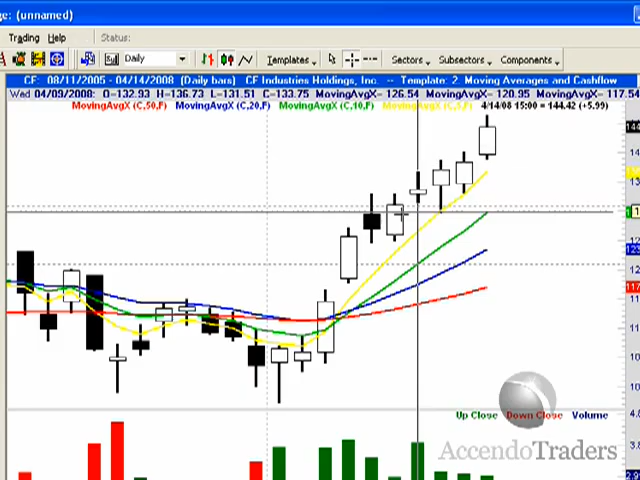 ge: (unnamed)
Trading Help Status:
Daily Templates Sectors Subsectors Components
CF: 08/11/2005 - 04/14/2008 (Daily bars) CF Industries Holdings, Inc. -- Template: 2. Moving Averages and Cashflow
Wed 04/09/2008: O=132.93 H=136.73 L=131.51 C=133.75 MovingAvgX= 126.54 MovingAvgX= 120.95 MovingAvgX= 117.54
MovingAvgX (C,50,F) MovingAvgX (C,20,F) MovingAvgX (C,10,F) MovingAvgX (C,5,F) 4/14/08 15:00 = 144.42 (+5.99)
Up Close Down Close Volume
AccendoTraders